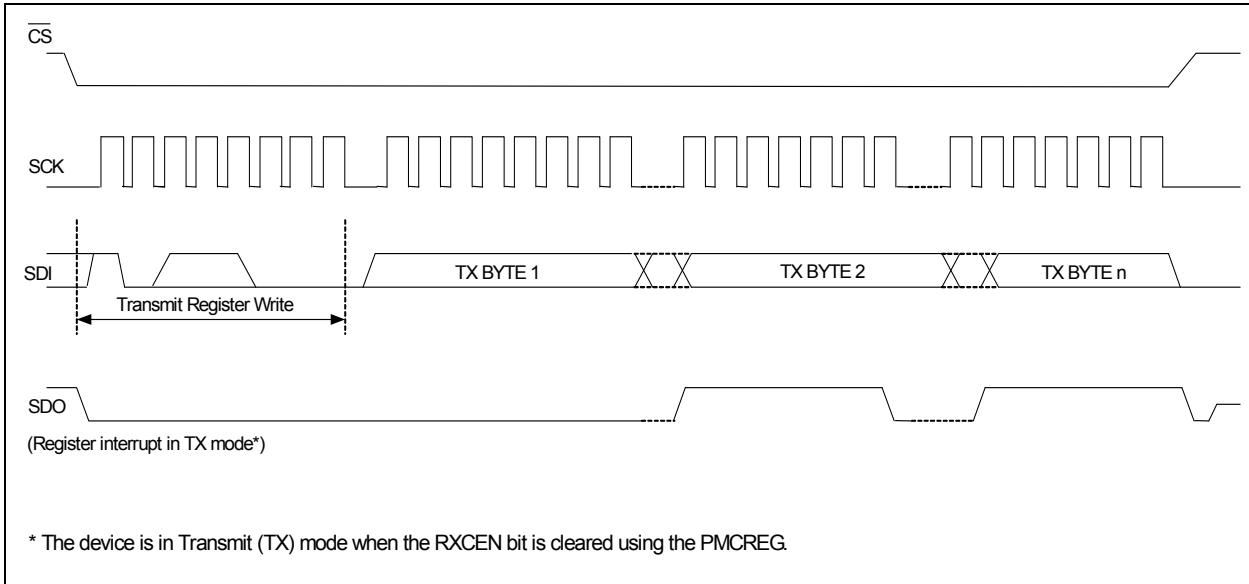 CS
SCK
SDI
TX BYTE 1
TX BYTE 2
TX BYTE n
Transmit Register Write
SDO
(Register interrupt in TX mode*)
* The device is in Transmit (TX) mode when the RXCEN bit is cleared using the PMCREG.